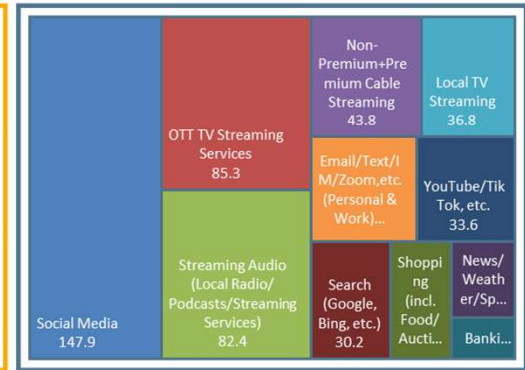 Social Media
147.9
OTT TV Streaming
Services
85.3
Streaming Audio
(Local Radio/
Podcasts/Streaming
Services)
82.4
Non-
Premium+Pre
mium Cable
Streaming
43.8
Local TV
Streaming
36.8
Email/Text/I
M/Zoom,etc.
(Personal &
Work)...
YouTube/Tik
Tok, etc.
33.6
Search
(Google,
Bing, etc.)
30.2
Shoppi
ng
(incl.
Food/
Aucti...
News/
Weath
er/Sp...
Banki...